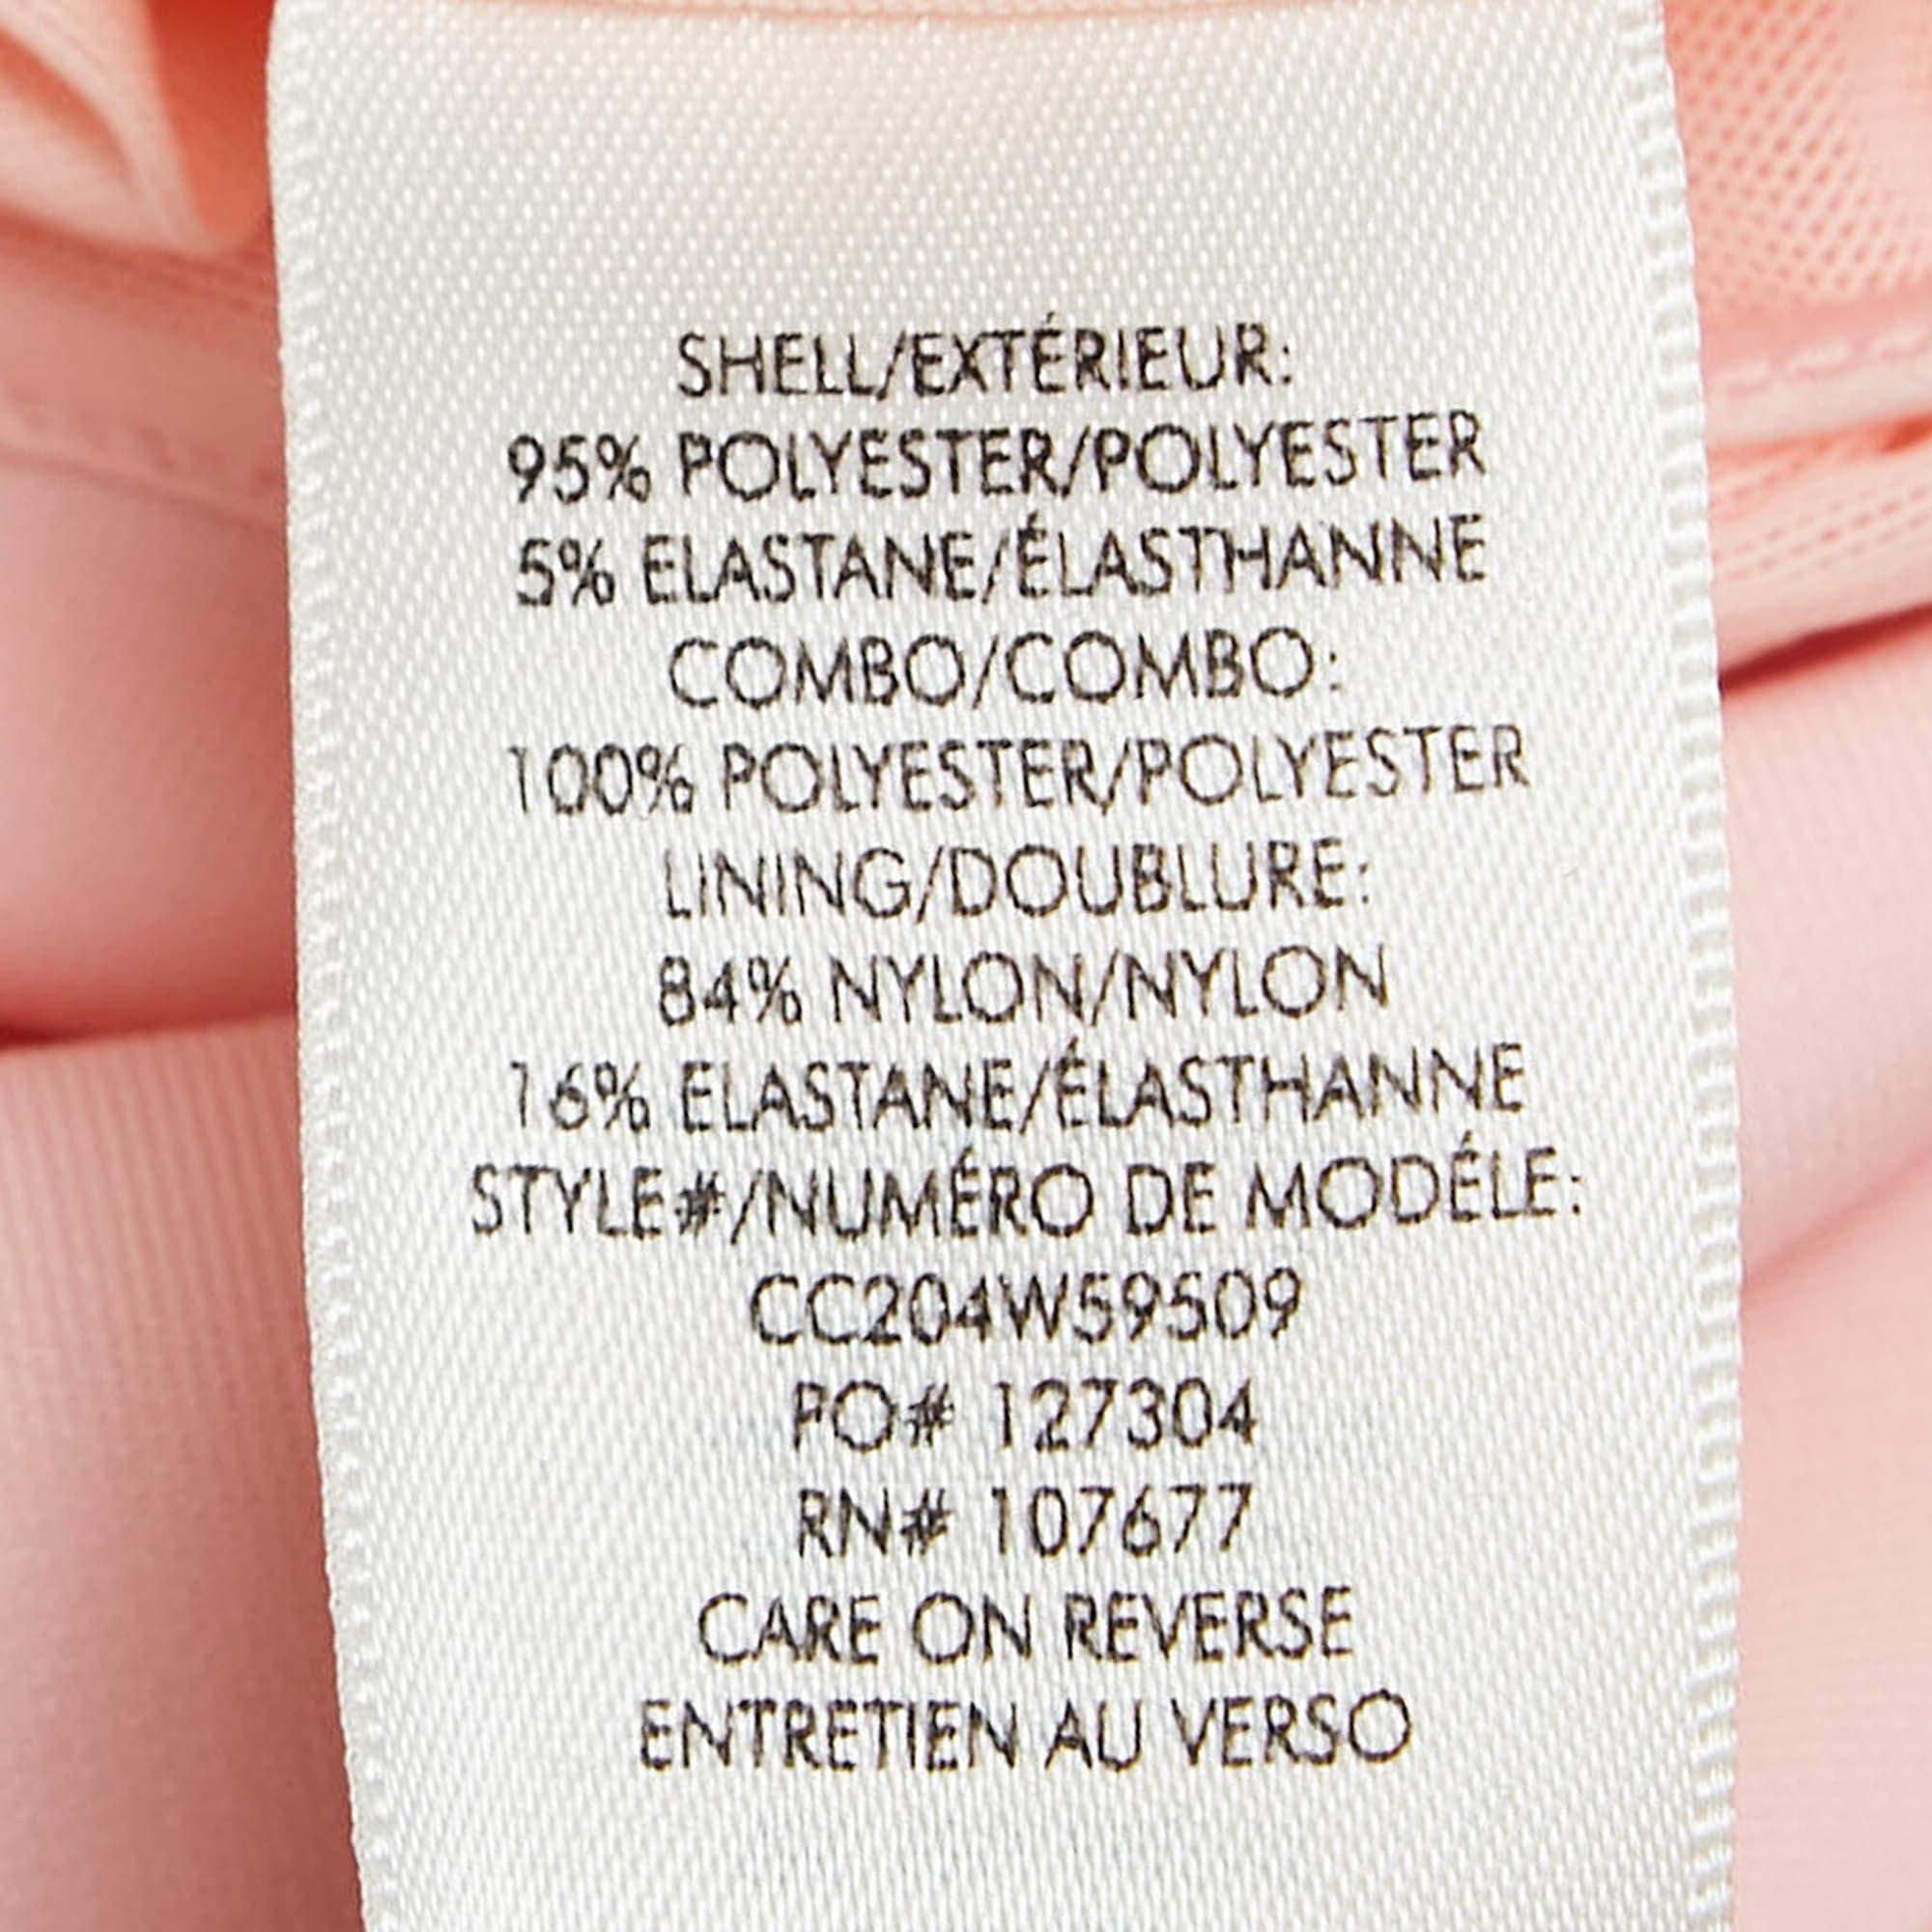 SHELL/EXTÉRIEUR:
95% POLYESTER/POLYESTER
5% ELASTANE/ÉLASTHANNE
COMBO/COMBO:
100% POLYESTER/POLYESTER
LINING/DOUBLURE:
84% NYLON/NYLON
16% ELASTANE/ÉLASTHANNE
STYLE#/NUMÉRO DE MODÉLE:
CC204W59509
PO# 127304
RN# 107677
CARE ON REVERSE
ENTRETIEN AU VERSO